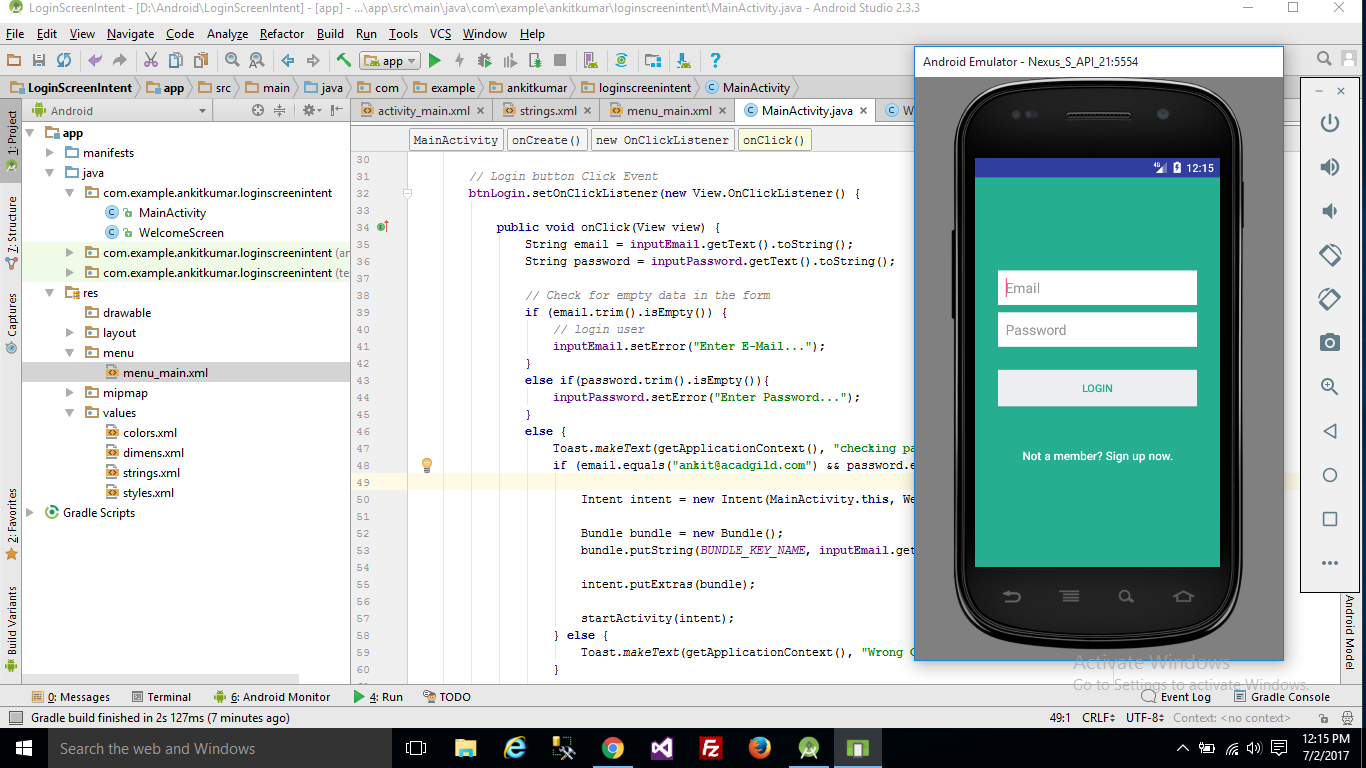 LoginScreenIntent - [D:\Android\LoginScreenIntent] - [app] - ...\app\src\main\java\com\example\ankitkumar\loginscreenintent\MainActivity.java - Android Studio 2.3.3
File Edit View Navigate Code Analyze Refactor Build Run Tools VCS Window Help
app
LoginScreenIntent app src main java com example ankitkumar loginscreenintent MainActivity
Android
activity_main.xml strings.xml menu_main.xml MainActivity.java W
MainActivity onCreate() new OnClickListener onClick()
1: Project
7: Structure
Captures
2: Favorites
Build Variants
app
manifests
java
com.example.ankitkumar.loginscreenintent
MainActivity
WelcomeScreen
com.example.ankitkumar.loginscreenintent (an
com.example.ankitkumar.loginscreenintent (te
res
drawable
layout
menu
menu_main.xml
mipmap
values
colors.xml
dimens.xml
strings.xml
styles.xml
Gradle Scripts
30
31 // Login button Click Event
32 btnLogin.setOnClickListener(new View.OnClickListener() {
33
34 public void onClick(View view) {
35 String email = inputEmail.getText().toString();
36 String password = inputPassword.getText().toString();
37
38 // Check for empty data in the form
39 if (email.trim().isEmpty()) {
40 // login user
41 inputEmail.setError("Enter E-Mail...");
42 }
43 else if(password.trim().isEmpty()){
44 inputPassword.setError("Enter Password...");
45 }
46 else {
47 Toast.makeText(getApplicationContext(), "checking pa
48 if (email.equals("ankit@acadgild.com") && password.e
49
50 Intent intent = new Intent(MainActivity.this, We
51
52 Bundle bundle = new Bundle();
53 bundle.putString(BUNDLE_KEY_NAME, inputEmail.get
54
55 intent.putExtras(bundle);
56
57 startActivity(intent);
58 } else {
59 Toast.makeText(getApplicationContext(), "Wrong C
60 }
Android Emulator - Nexus_S_API_21:5554
4G 12:15
Email
Password
LOGIN
Not a member? Sign up now.
Android Model
Activate Windows
Go to Settings to activate Windows.
0: Messages Terminal 6: Android Monitor 4: Run TODO Event Log Gradle Console
Gradle build finished in 2s 127ms (7 minutes ago) 49:1 CRLF UTF-8 Context: <no context>
Search the web and Windows
12:15 PM
7/2/2017